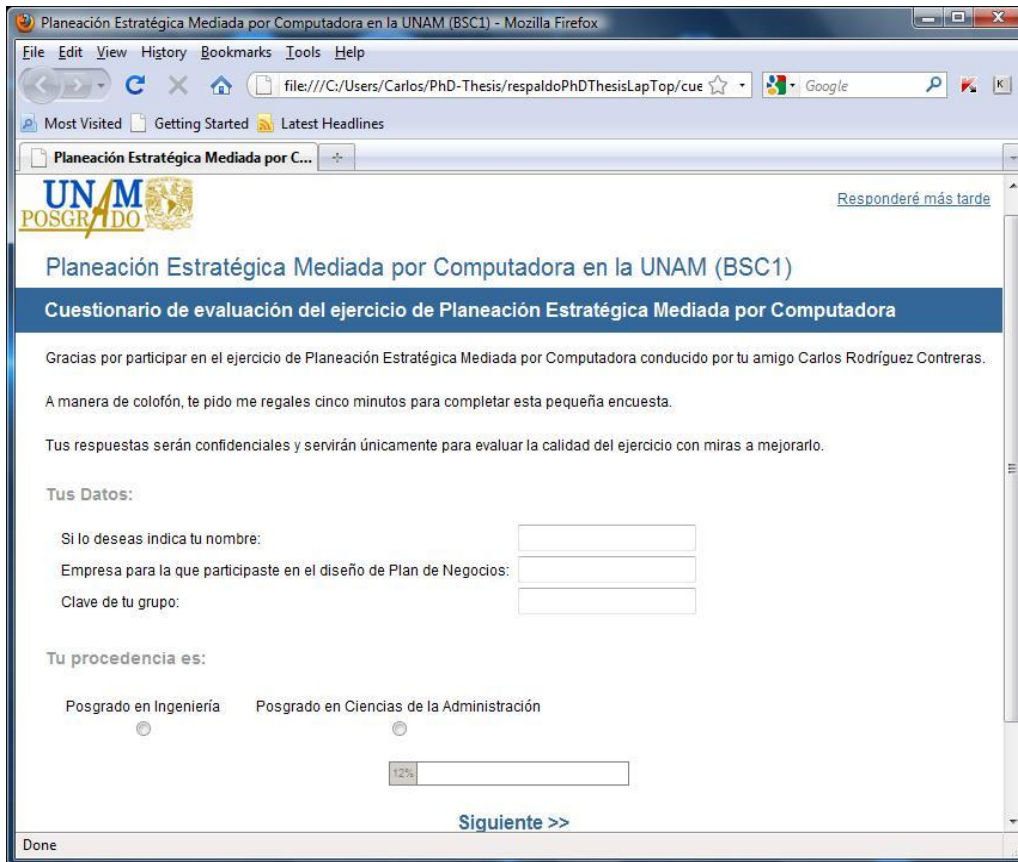 Planeación Estratégica Mediada por Computadora en la UNAM (BSC1) - Mozilla Firefox
File Edit View History Bookmarks Tools Help
file:///C:/Users/Carlos/PhD-Thesis/respaldoPhDThesisLapTop/cue
Google
K
Most Visited Getting Started Latest Headlines
Planeación Estratégica Mediada por C...
UNAM
POSGRADO
Responderé más tarde
Planeación Estratégica Mediada por Computadora en la UNAM (BSC1)
Cuestionario de evaluación del ejercicio de Planeación Estratégica Mediada por Computadora
Gracias por participar en el ejercicio de Planeación Estratégica Mediada por Computadora conducido por tu amigo Carlos Rodríguez Contreras.
A manera de colofón, te pido me regales cinco minutos para completar esta pequeña encuesta.
Tus respuestas serán confidenciales y servirán únicamente para evaluar la calidad del ejercicio con miras a mejorarlo.
Tus Datos:
Si lo deseas indica tu nombre:
Empresa para la que participaste en el diseño de Plan de Negocios:
Clave de tu grupo:
Tu procedencia es:
Posgrado en Ingeniería Posgrado en Ciencias de la Administración
12%
Siguiente >>
Done